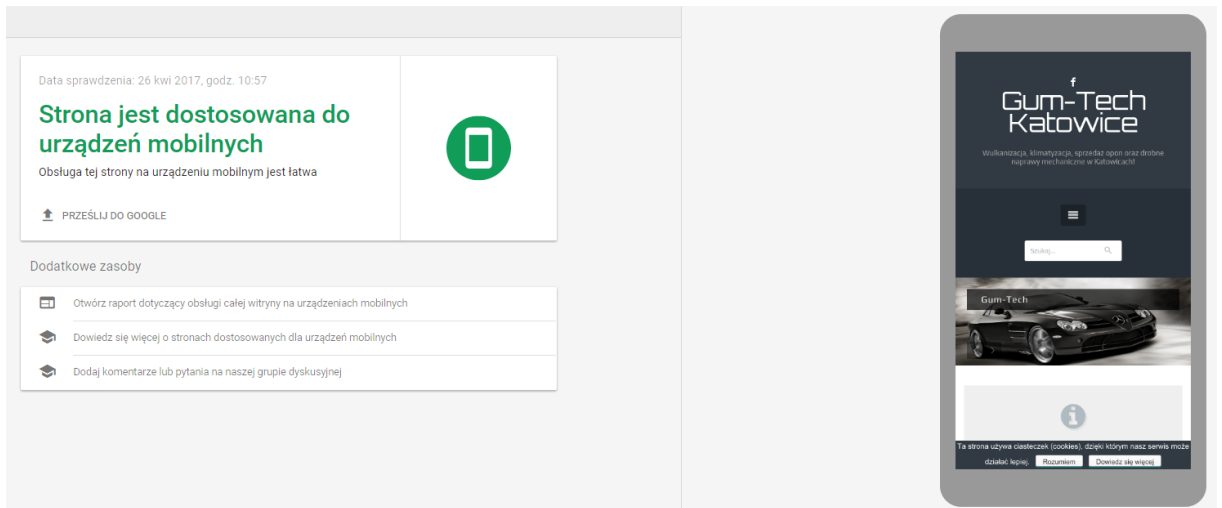 Data sprawdzenia: 26 kwi 2017, godz. 10:57
Strona jest dostosowana do
urządzeń mobilnych
Obsługa tej strony na urządzeniu mobilnym jest łatwa
PRZEŚLIJ DO GOOGLE
Dodatkowe zasoby
Otwórz raport dotyczący obsługi całej witryny na urządzeniach mobilnych
Dowiedz się więcej o stronach dostosowanych dla urządzeń mobilnych
Dodaj komentarze lub pytania na naszej grupie dyskusyjnej
f
Gum-Tech
Katowice
Wulkanizacja, klimatyzacja, sprzedaż opon oraz drobne
naprawy mechaniczne w Katowicach!
Szukaj...
Gum-Tech
Ta strona używa ciasteczek (cookies), dzięki którym nasz serwis może
działać lepiej. Rozumiem Dowiedz się więcej